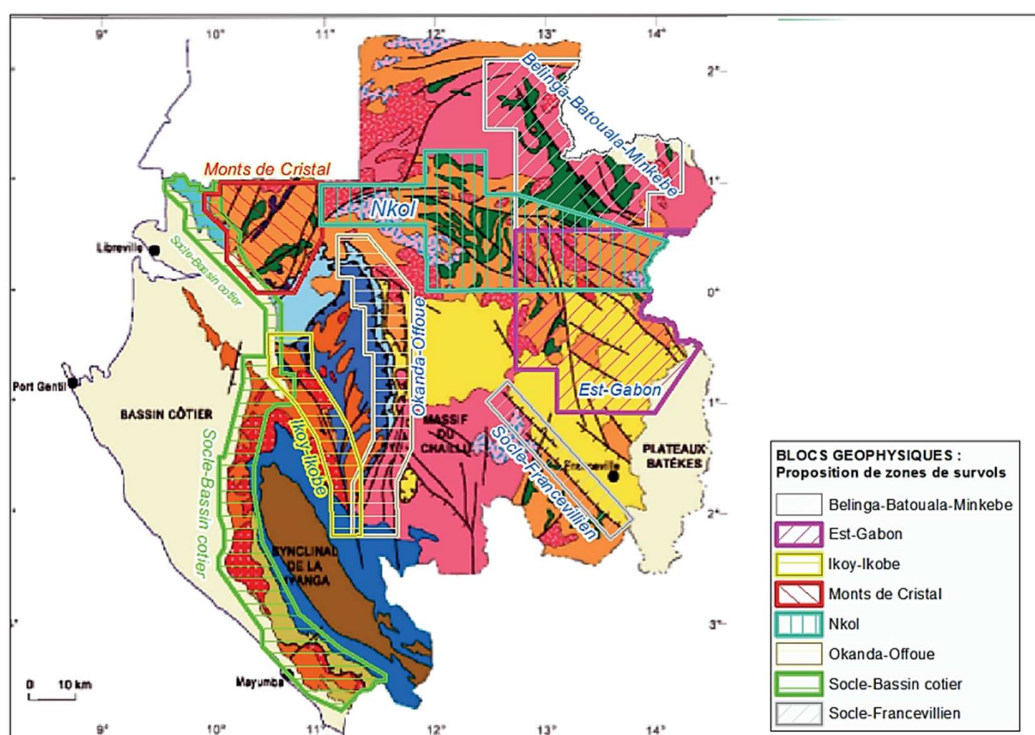 9°
10°
11°
12°
13°
14°
2°
Belinga-Batouala-Minkebe
Monts de Cristal
1°
Nkol
Libreville
Socle-Bassin cotier
0°
Okanda-Offoue
Port Gentil
Est-Gabon
1°
BASSIN CÔTIER
MASSIF
DU
CHAILLU
Ikoy-Ikobe
Socle-Francevillien
Franceville
PLATEAUX
BATÉKES
Socle-Bassin cotier
2°
SYNCLINAL
DE LA
NYANGA
3°
Mayumba
0 10 km
9°
10°
11°
12°
13°
14°
BLOCS GEOPHYSIQUES :
Proposition de zones de survols
Belinga-Batouala-Minkebe
Est-Gabon
Ikoy-Ikobe
Monts de Cristal
Nkol
Okanda-Offoue
Socle-Bassin cotier
Socle-Francevillien